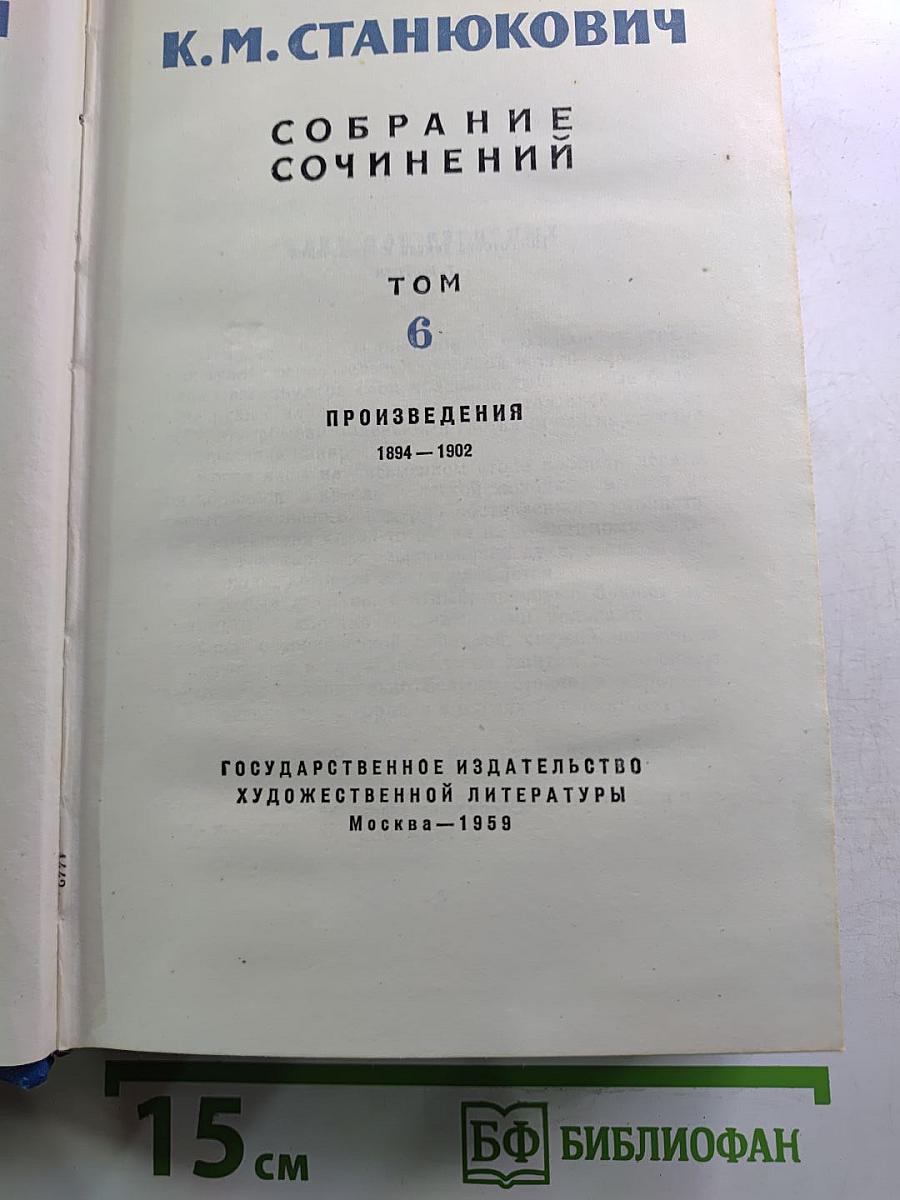 К. М. СТАНЮКОВИЧ
СОБРАНИЕ
СОЧИНЕНИЙ
ТОМ
6
ПРОИЗВЕДЕНИЯ
1894 — 1902
ГОСУДАРСТВЕННОЕ ИЗДАТЕЛЬСТВО
ХУДОЖЕСТВЕННОЙ ЛИТЕРАТУРЫ
Москва — 1959
15 см
БФ БИБЛИОФАН